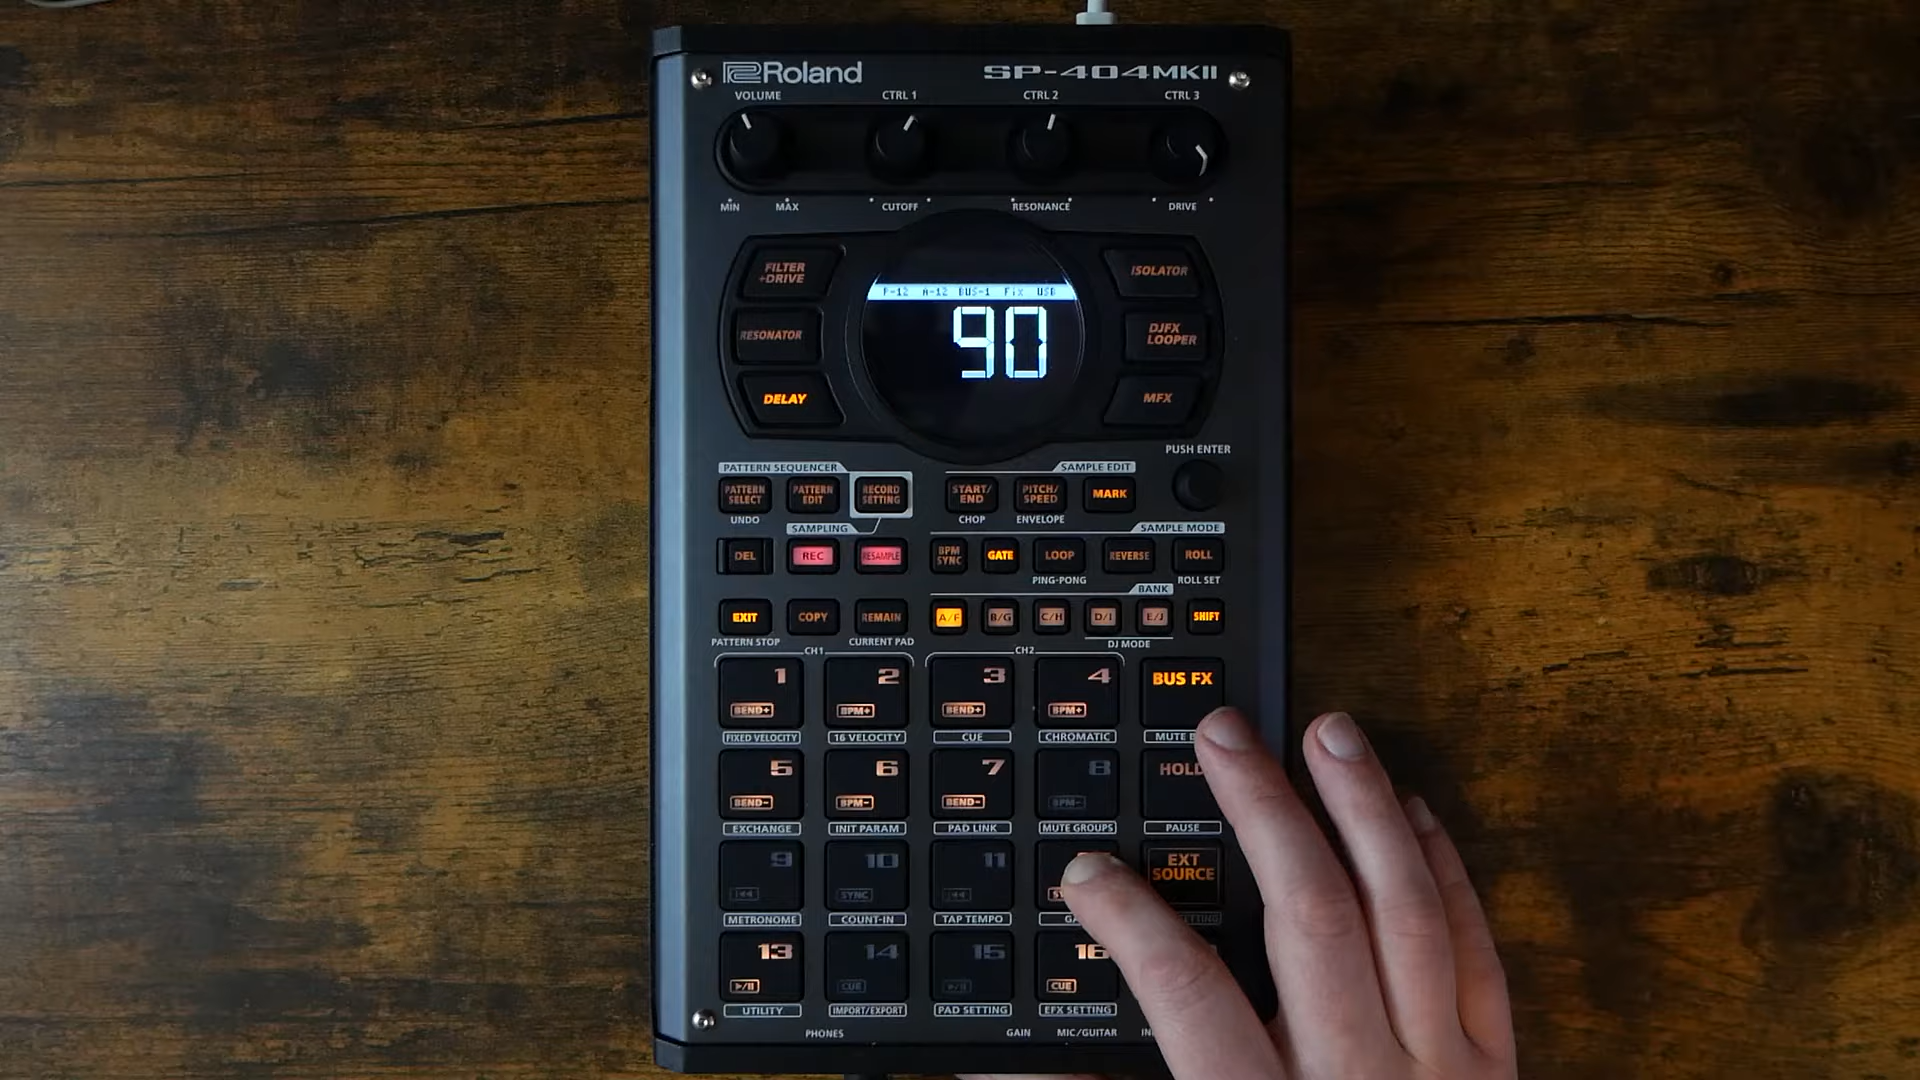 Roland SP-404MKII
VOLUME CTRL 1 CTRL 2 CTRL 3
MIN MAX CUTOFF RESONANCE DRIVE
FILTER +DRIVE
ISOLATOR
P-12 A-12 BUS-1 Fix USB
90
RESONATOR
DJFX LOOPER
DELAY
MFX
PUSH ENTER
PATTERN SEQUENCER SAMPLE EDIT
PATTERN SELECT PATTERN EDIT RECORD SETTING START/END PITCH/SPEED MARK
UNDO CHOP ENVELOPE
SAMPLING SAMPLE MODE
DEL REC RESAMPLE BPM SYNC GATE LOOP REVERSE ROLL
PING-PONG ROLL SET
BANK
EXIT COPY REMAIN A/F B/G C/H D/I E/J SHIFT
PATTERN STOP CURRENT PAD DJ MODE
CH1 CH2
1 2 3 4 BUS FX
BEND+ BPM+ BEND+ BPM+
FIXED VELOCITY 16 VELOCITY CUE CHROMATIC MUTE
5 6 7 8 HOLD
BEND- BPM- BEND- BPM-
EXCHANGE INIT PARAM PAD LINK MUTE GROUPS PAUSE
9 10 11 EXT SOURCE
SYNC
METRONOME COUNT-IN TAP TEMPO
13 14 15 16
CUE CUE
UTILITY IMPORT/EXPORT PAD SETTING EFX SETTING
PHONES GAIN MIC/GUITAR